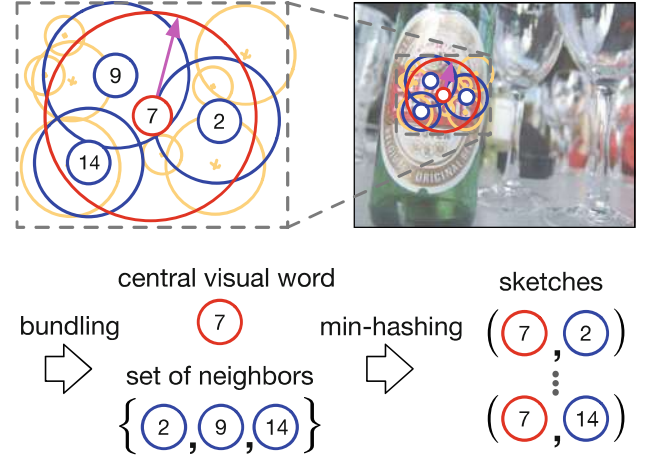 9
7
2
14
ORIGINAL
central visual word
7
bundling
set of neighbors
{ 2 , 9 , 14 }
min-hashing
sketches
( 7 , 2 )
( 7 , 14 )